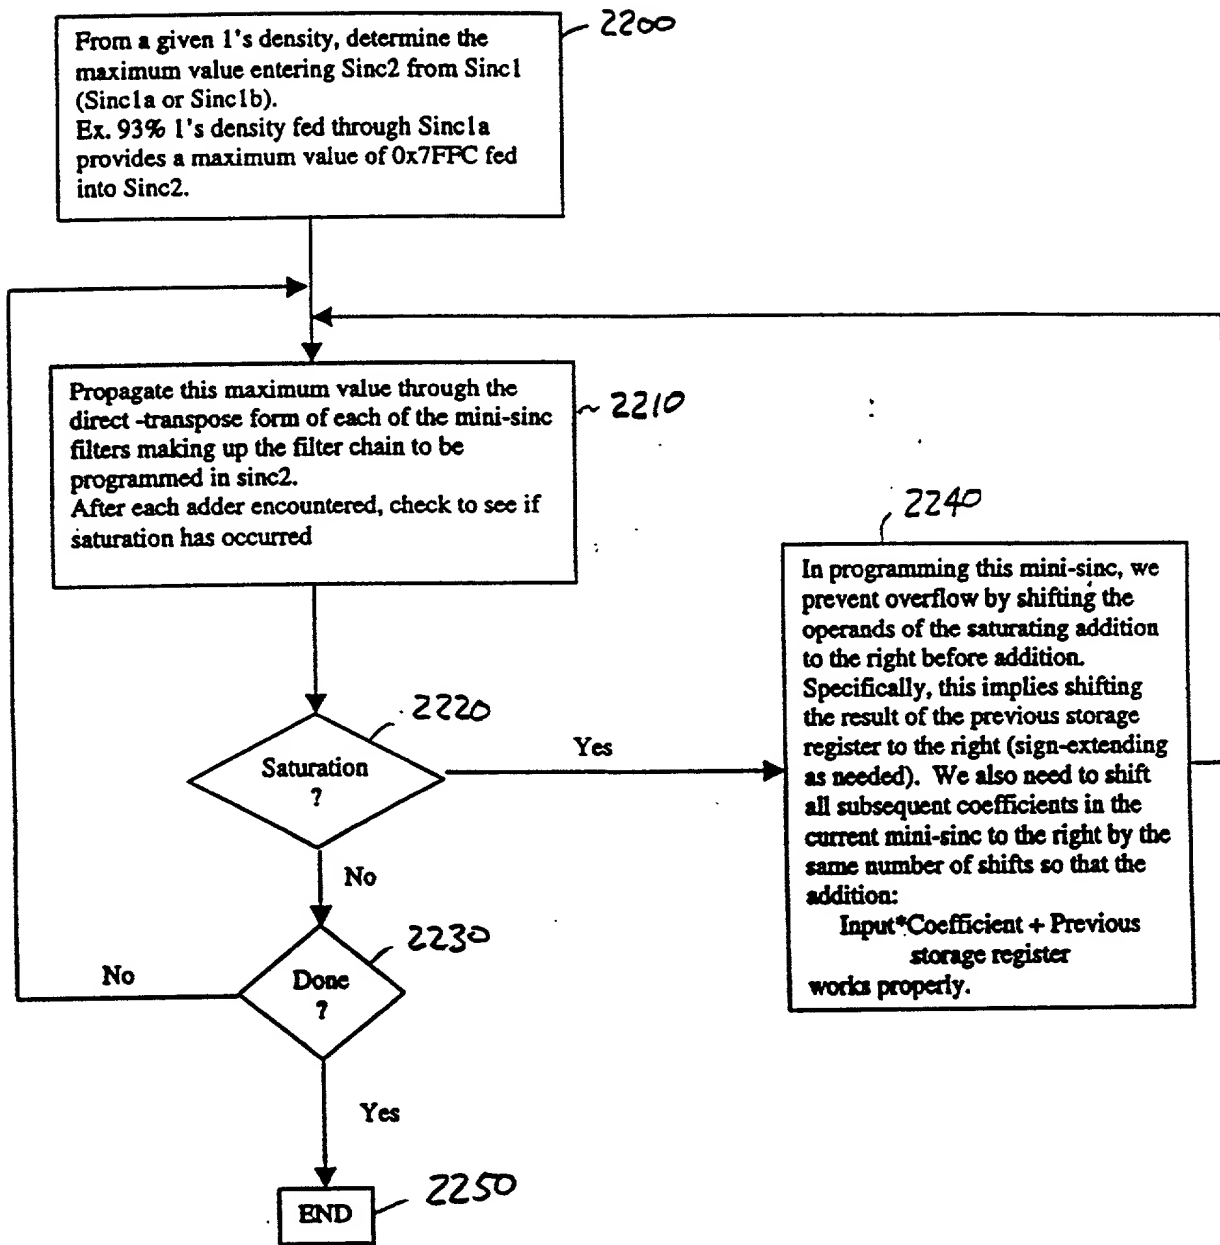 2200
From a given 1's density, determine the
maximum value entering Sinc2 from Sinc1
(Sinc1a or Sinc1b).
Ex. 93% 1's density fed through Sinc1a
provides a maximum value of 0x7FFC fed
into Sinc2.
Propagate this maximum value through the
direct -transpose form of each of the mini-sinc
filters making up the filter chain to be
programmed in sinc2.
After each adder encountered, check to see if
saturation has occurred
2210
2240
In programming this mini-sinc, we
prevent overflow by shifting the
operands of the saturating addition
to the right before addition.
Specifically, this implies shifting
the result of the previous storage
register to the right (sign-extending
as needed). We also need to shift
all subsequent coefficients in the
current mini-sinc to the right by the
same number of shifts so that the
addition:
Input*Coefficient + Previous
storage register
works properly.
2220
Saturation
?
Yes
No
2230
Done
?
No
Yes
2250
END